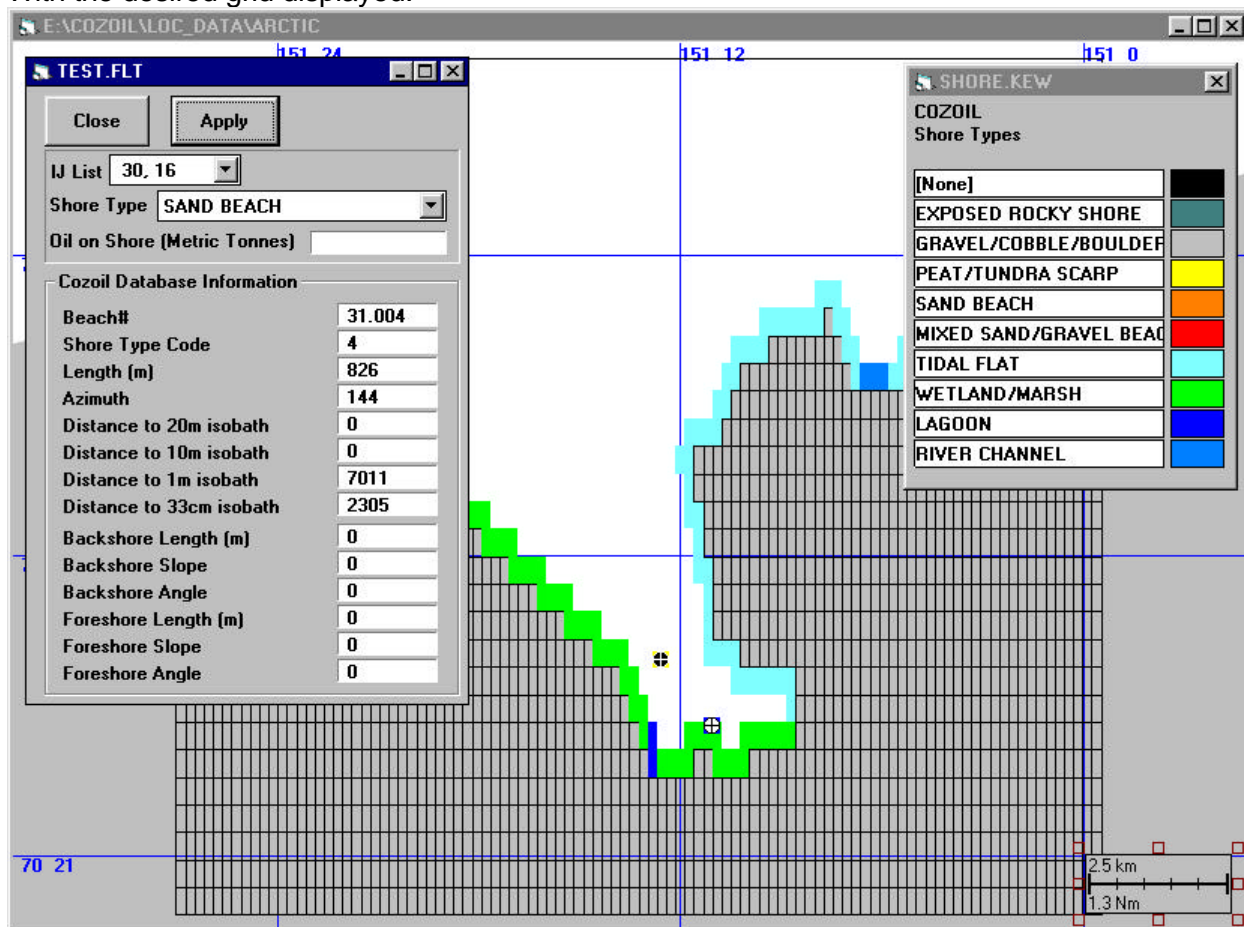 With the desired grid displayed:
E:\COZOIL\LOC_DATA\ARCTIC
151 24
151 12
151 0
TEST.FLT
Close
Apply
IJ List 30, 16
Shore Type SAND BEACH
Oil on Shore (Metric Tonnes)
Cozoil Database Information
Beach# 31.004
Shore Type Code 4
Length (m) 826
Azimuth 144
Distance to 20m isobath 0
Distance to 10m isobath 0
Distance to 1m isobath 7011
Distance to 33cm isobath 2305
Backshore Length (m) 0
Backshore Slope 0
Backshore Angle 0
Foreshore Length (m) 0
Foreshore Slope 0
Foreshore Angle 0
SHORE.KEW
COZOIL
Shore Types
[None]
EXPOSED ROCKY SHORE
GRAVEL/COBBLE/BOULDER
PEAT/TUNDRA SCARP
SAND BEACH
MIXED SAND/GRAVEL BEAC
TIDAL FLAT
WETLAND/MARSH
LAGOON
RIVER CHANNEL
70 21
2.5 km
1.3 Nm